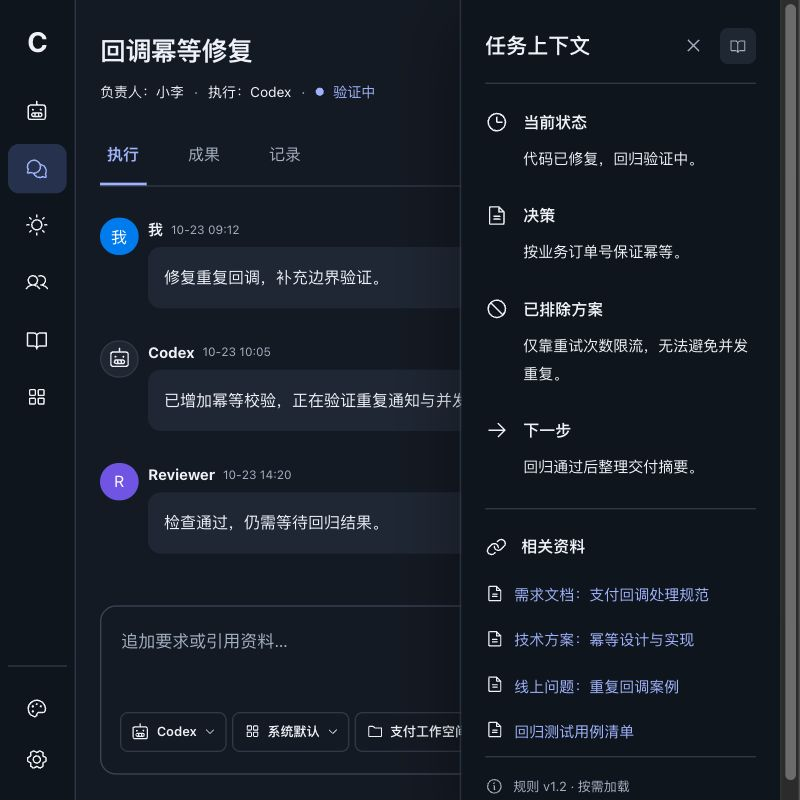 C
回调幂等修复
负责人：小李 · 执行：Codex · 验证中
执行 成果 记录
我 我 10-23 09:12
修复重复回调，补充边界验证。
Codex 10-23 10:05
已增加幂等校验，正在验证重复通知与并发
R Reviewer 10-23 14:20
检查通过，仍需等待回归结果。
追加要求或引用资料...
Codex 系统默认 支付工作空间
任务上下文
当前状态
代码已修复，回归验证中。
决策
按业务订单号保证幂等。
已排除方案
仅靠重试次数限流，无法避免并发
重复。
下一步
回归通过后整理交付摘要。
相关资料
需求文档：支付回调处理规范
技术方案：幂等设计与实现
线上问题：重复回调案例
回归测试用例清单
规则 v1.2 · 按需加载